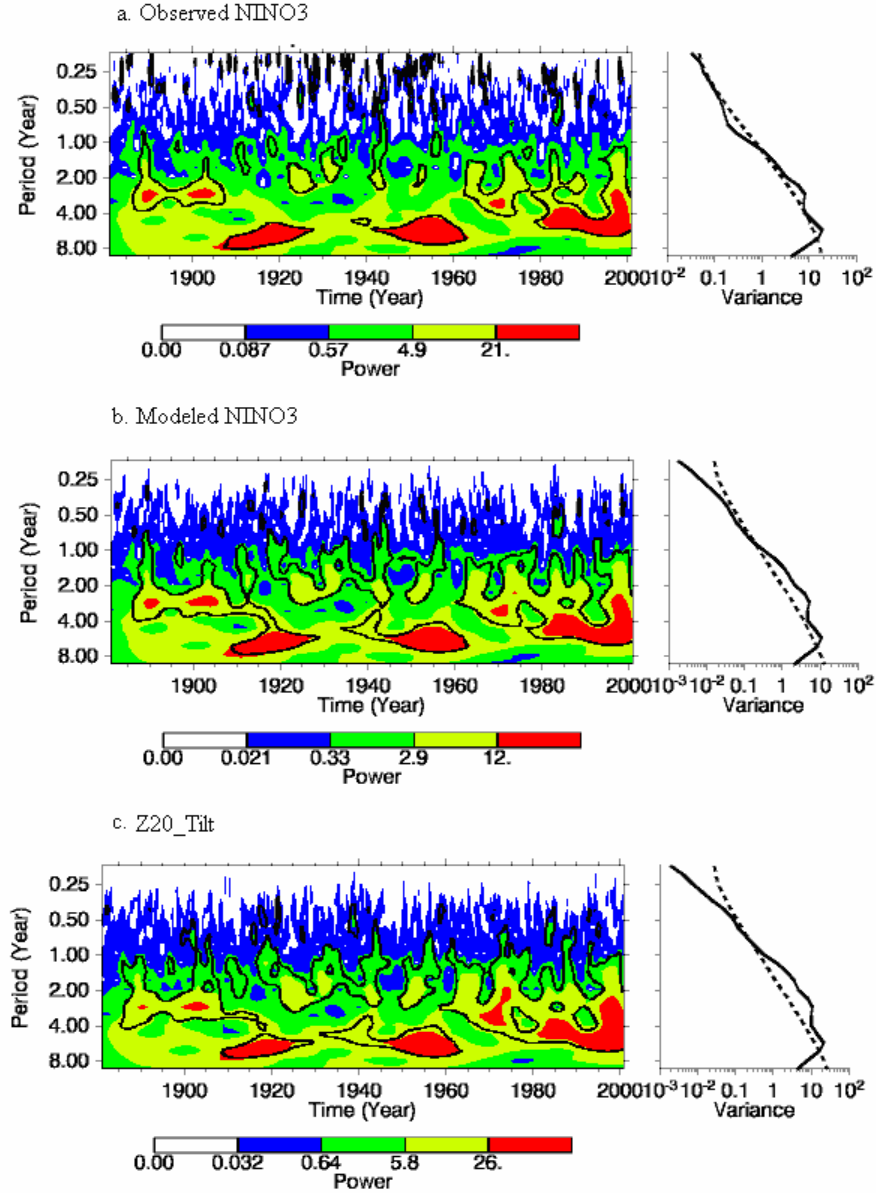 a. Observed NINO3
0.25
0.50
1.00
2.00
4.00
8.00
Period (Year)
1900 1920 1940 1960 1980 2000
Time (Year)
10-2 0.1 1 10 102
Variance
0.00 0.087 0.57 4.9 21.
Power
b. Modeled NINO3
0.25
0.50
1.00
2.00
4.00
8.00
Period (Year)
1900 1920 1940 1960 1980 2000
Time (Year)
10-3 10-2 0.1 1 10 102
Variance
0.00 0.021 0.33 2.9 12.
Power
c. Z20_Tilt
0.25
0.50
1.00
2.00
4.00
8.00
Period (Year)
1900 1920 1940 1960 1980 2000
Time (Year)
10-3 10-2 0.1 1 10 102
Variance
0.00 0.032 0.64 5.8 26.
Power